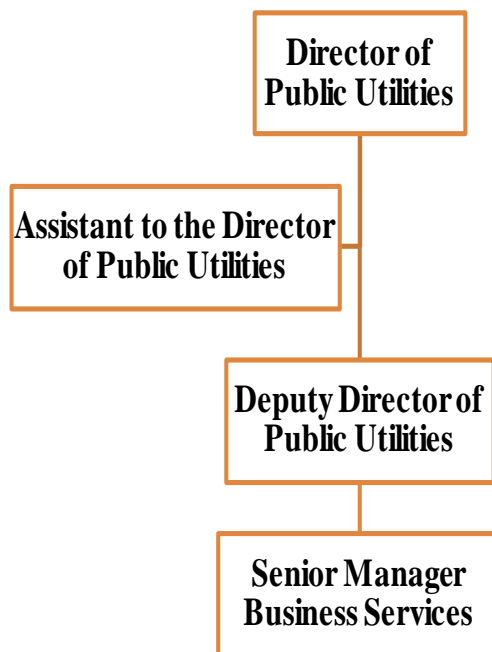 Director of
Public Utilities
Assistant to the Director
of Public Utilities
Deputy Director of
Public Utilities
Senior Manager
Business Services